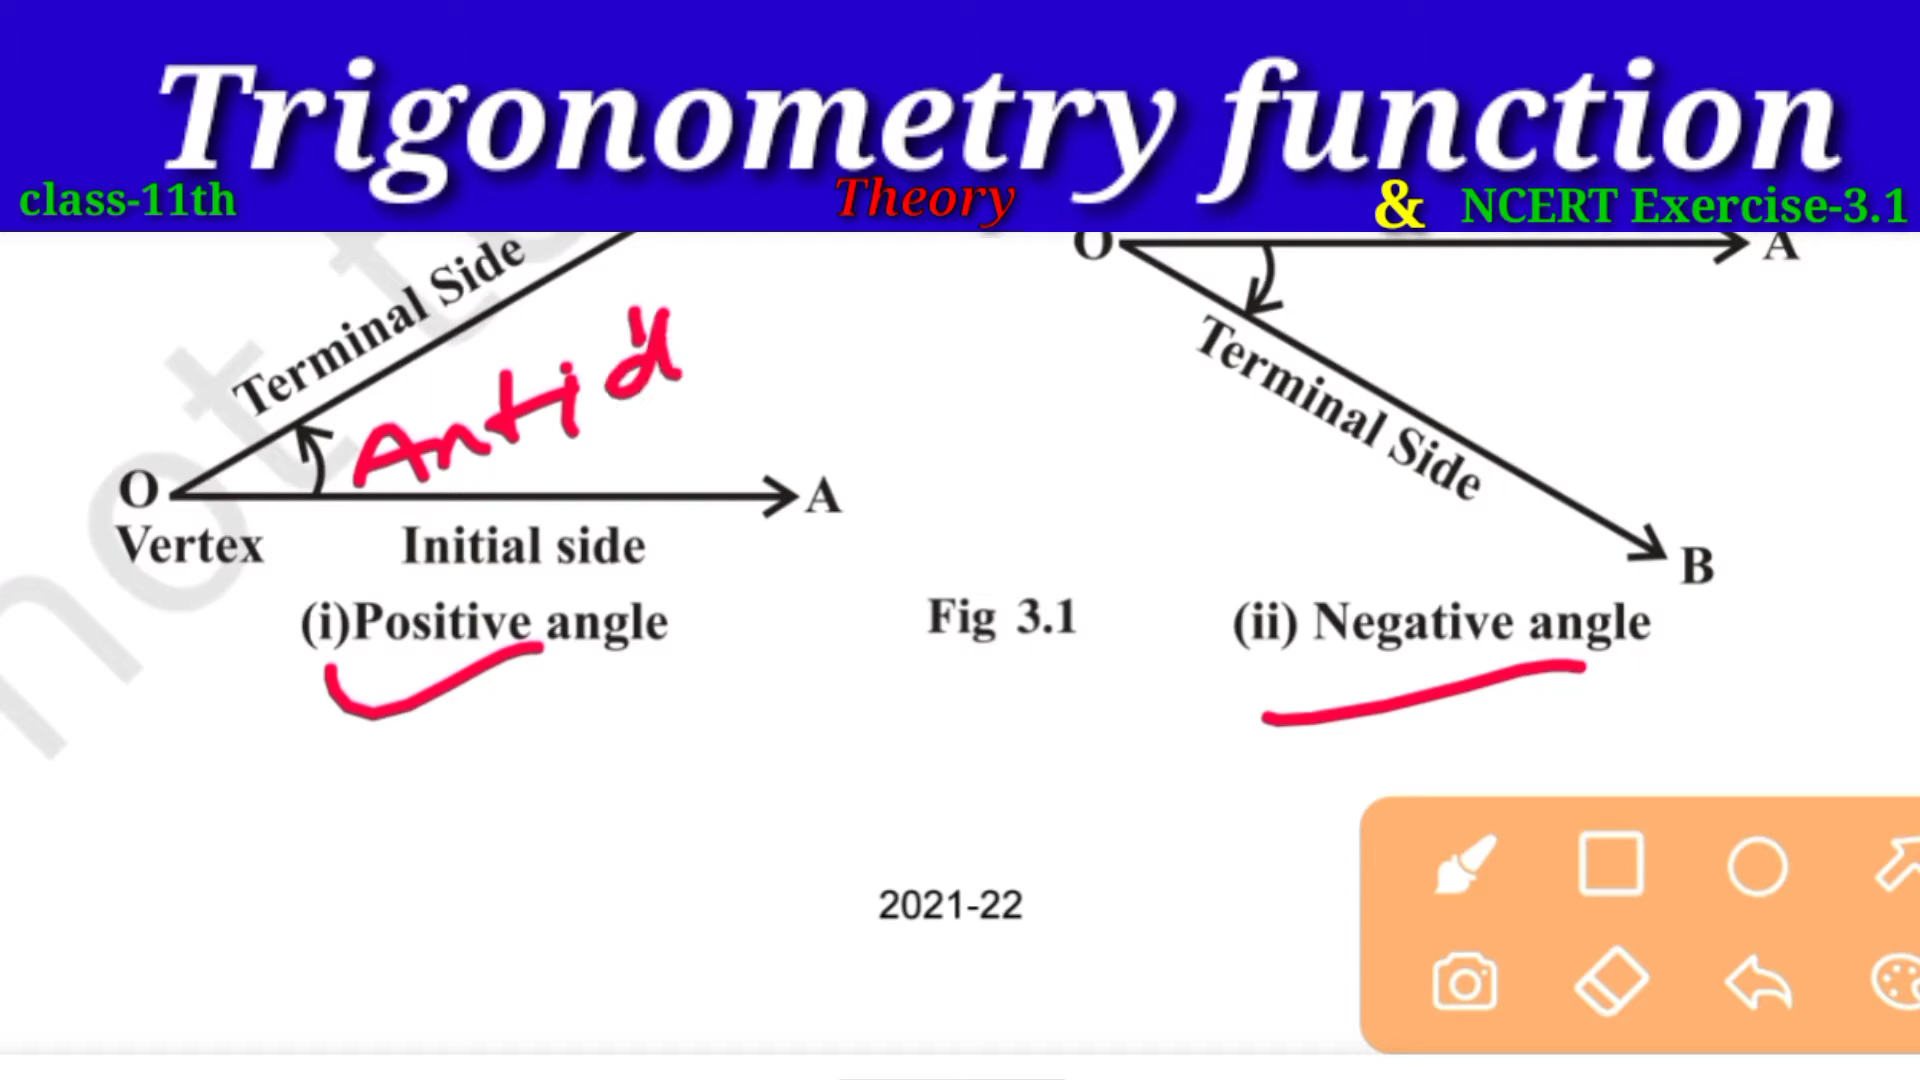 Trigonometry function
class-11th
Theory
& NCERT Exercise-3.1
Terminal Side
O
A
Vertex
Initial side
(i)Positive angle
O
A
Terminal Side
B
Fig 3.1
(ii) Negative angle
2021-22
not